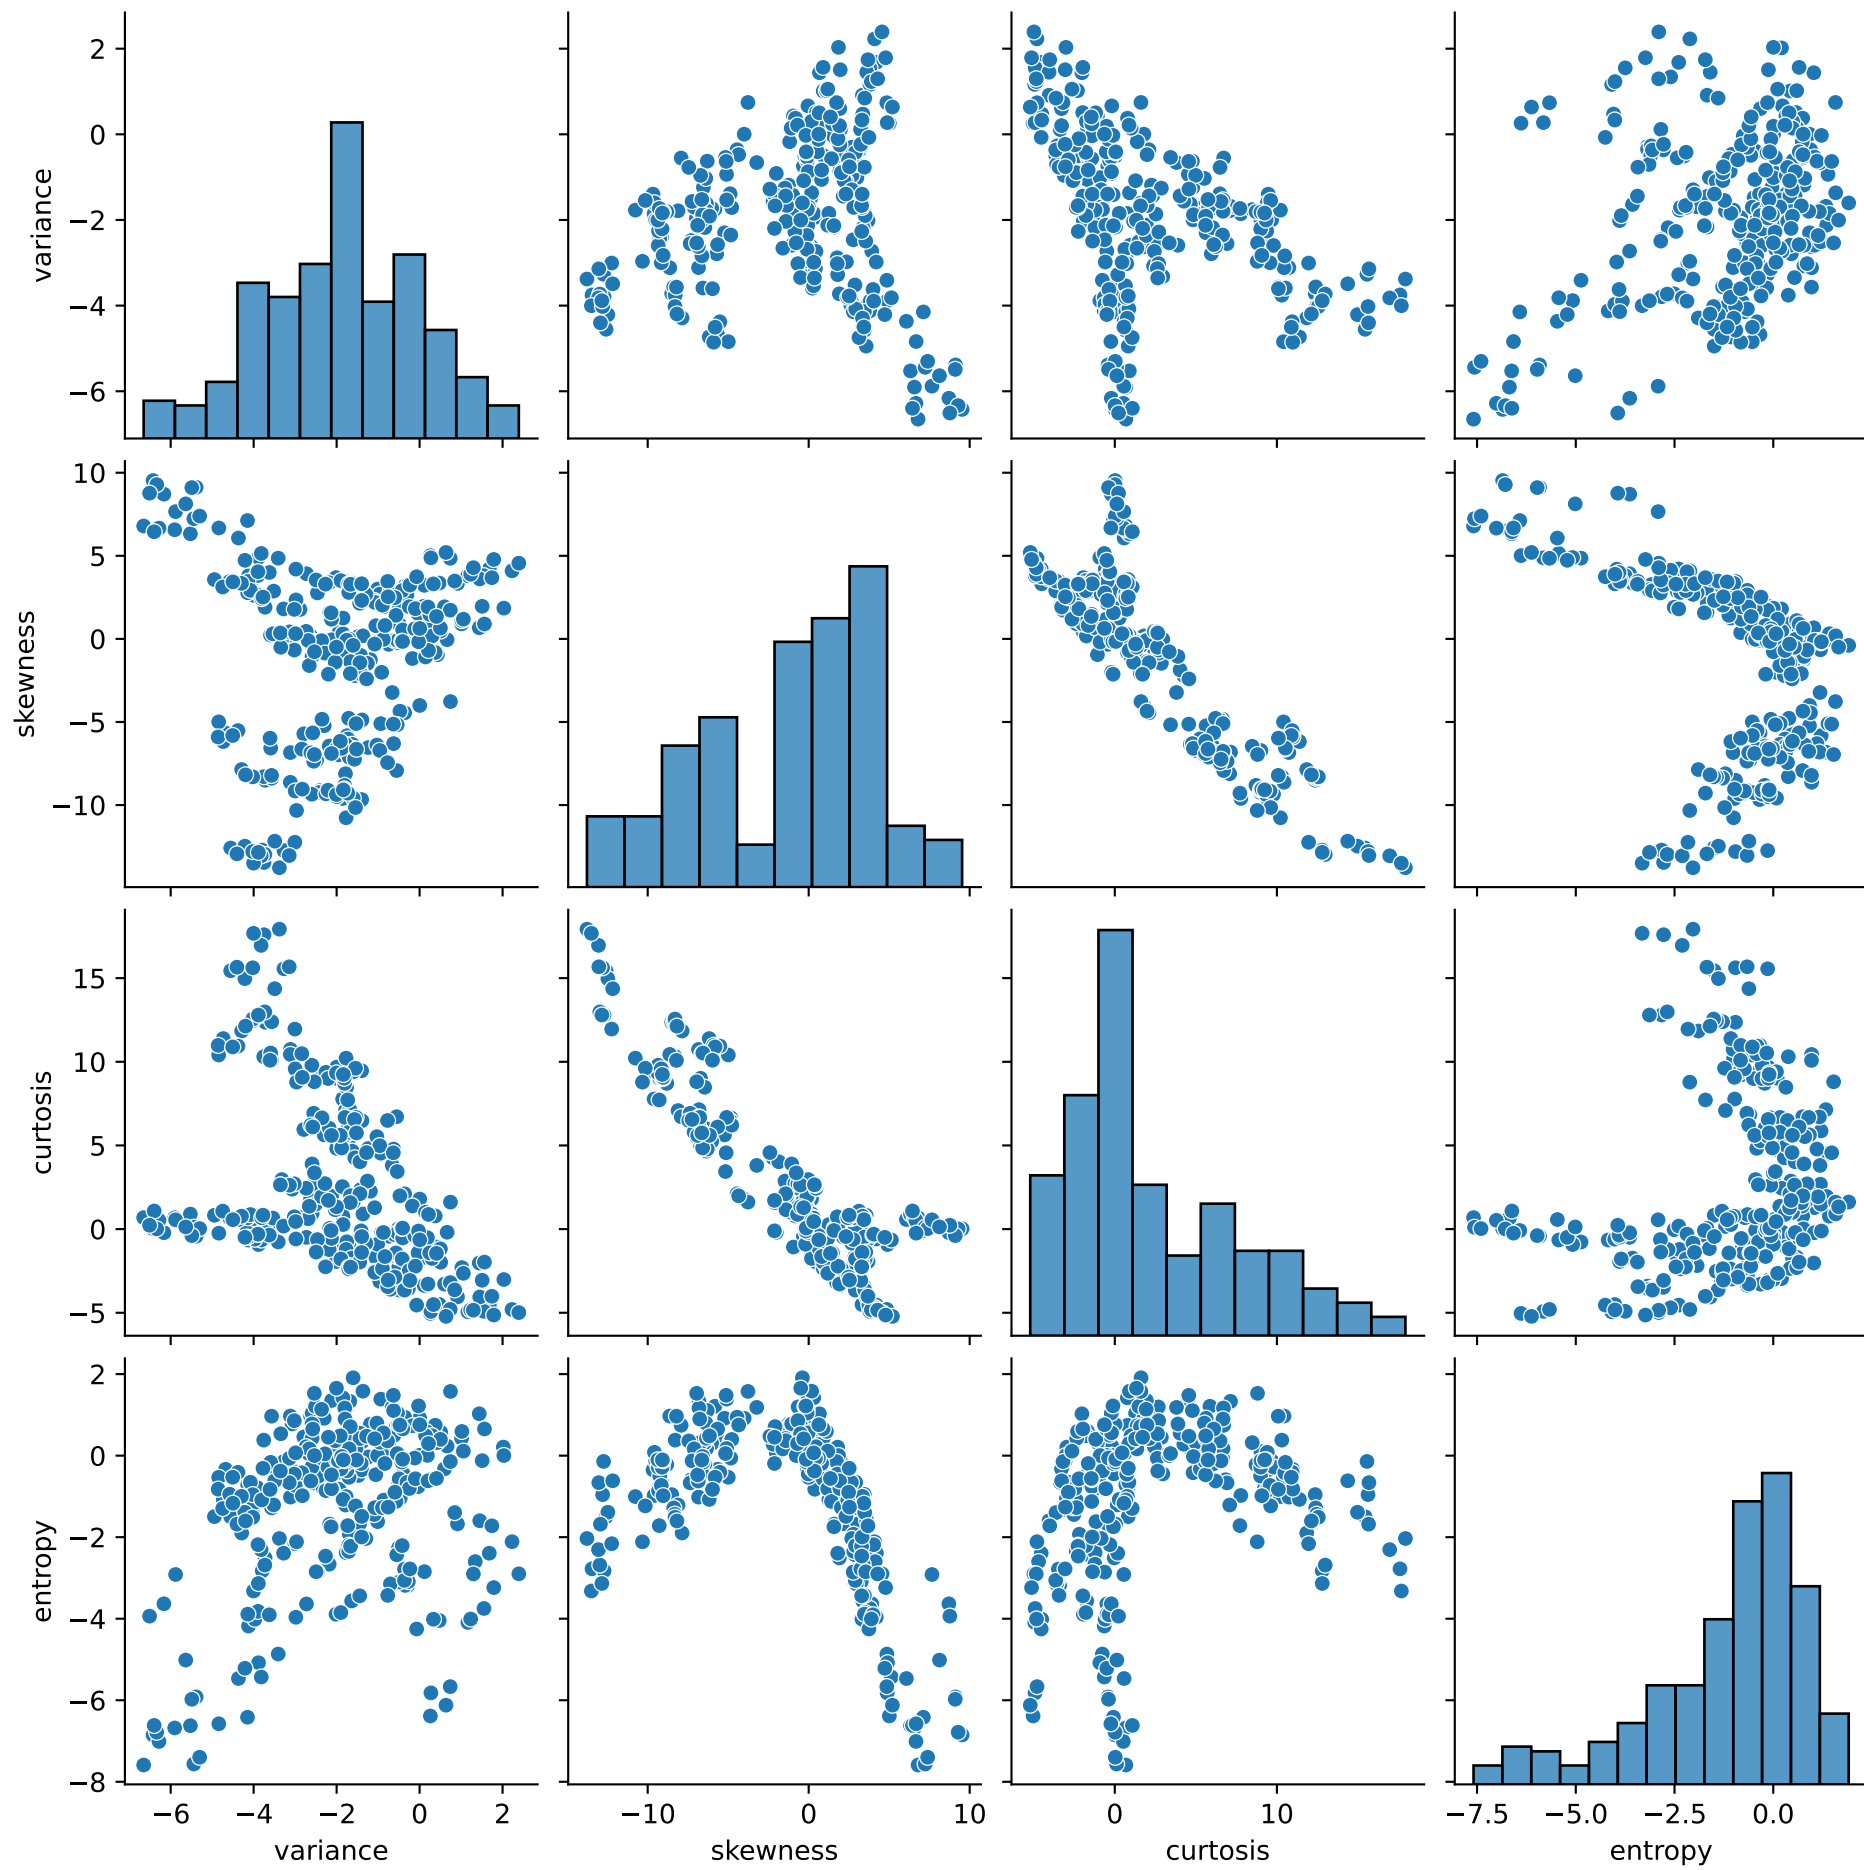 2
0
−2
−4
−6
variance
10
5
0
−5
−10
skewness
15
10
5
0
−5
curtosis
2
0
−2
−4
−6
−8
entropy
−6 −4 −2 0 2
−10 0 10
0 10
−7.5 −5.0 −2.5 0.0
variance skewness curtosis entropy